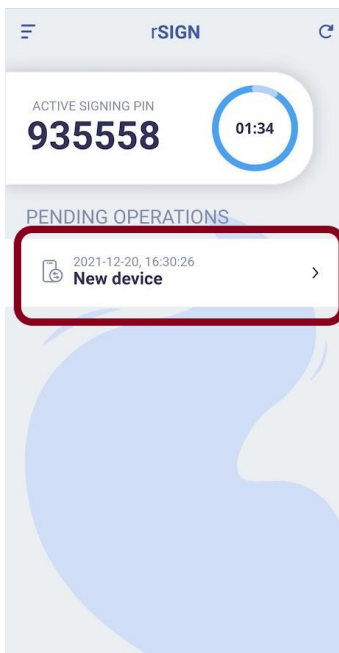 rSIGN
ACTIVE SIGNING PIN
935558
01:34
PENDING OPERATIONS
2021-12-20, 16:30:26
New device